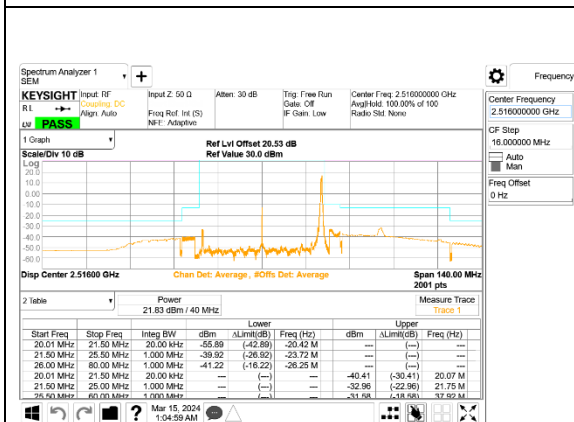 Spectrum Analyzer 1
SEM
Frequency
KEYSIGHT
Input: RF
Coupling: DC
Align: Auto
Input Z: 50 Ω
Freq Ref: Int (S)
NFE: Adaptive
Atten: 30 dB
Trig: Free Run
Gate: Off
IF Gain: Low
Center Freq: 2.516000000 GHz
Avg|Hold: 100.00% of 100
Radio Std: None
R L
PASS
Center Frequency
2.516000000 GHz
CF Step
16.000000 MHz
Auto
Man
Freq Offset
0 Hz
1 Graph
Scale/Div 10 dB
Ref Lvl Offset 20.53 dB
Ref Value 30.0 dBm
Log
20.0
10.0
0.00
-10.0
-20.0
-30.0
-40.0
-50.0
-60.0
Disp Center 2.51600 GHz
Chan Det: Average, #Offs Det: Average
Span 140.00 MHz
2001 pts
2 Table
Power
21.83 dBm / 40 MHz
Measure Trace
Trace 1
Lower Upper
Start Freq Stop Freq Integ BW dBm ΔLimit(dB) Freq (Hz) dBm ΔLimit(dB) Freq (Hz)
20.01 MHz 21.50 MHz 20.00 kHz -55.89 (-42.89) -20.42 M --- (---) ---
21.50 MHz 25.50 MHz 1.000 MHz -39.92 (-26.92) -23.72 M --- (---) ---
26.00 MHz 80.00 MHz 1.000 MHz -41.22 (-16.22) -26.25 M --- (---) ---
20.01 MHz 21.50 MHz 20.00 kHz --- (---) --- -40.41 (-30.41) 20.07 M
21.50 MHz 25.00 MHz 1.000 MHz --- (---) --- -32.96 (-22.96) 21.75 M
25.50 MHz 60.00 MHz 1.000 MHz --- (---) --- -31.58 (-18.58) 37.92 M
Mar 15, 2024
1:04:59 AM